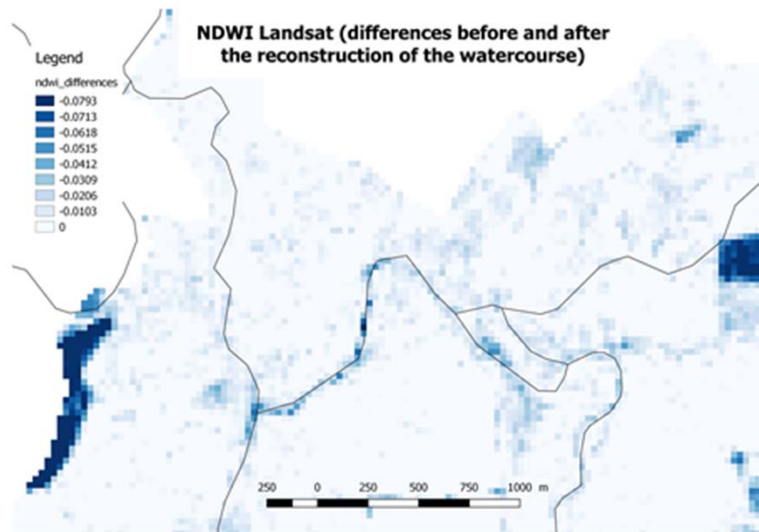 NDWI Landsat (differences before and after
the reconstruction of the watercourse)
Legend
ndwi_differences
-0.0793
-0.0713
-0.0618
-0.0515
-0.0412
-0.0309
-0.0206
-0.0103
0
250 0 250 500 750 1000 m